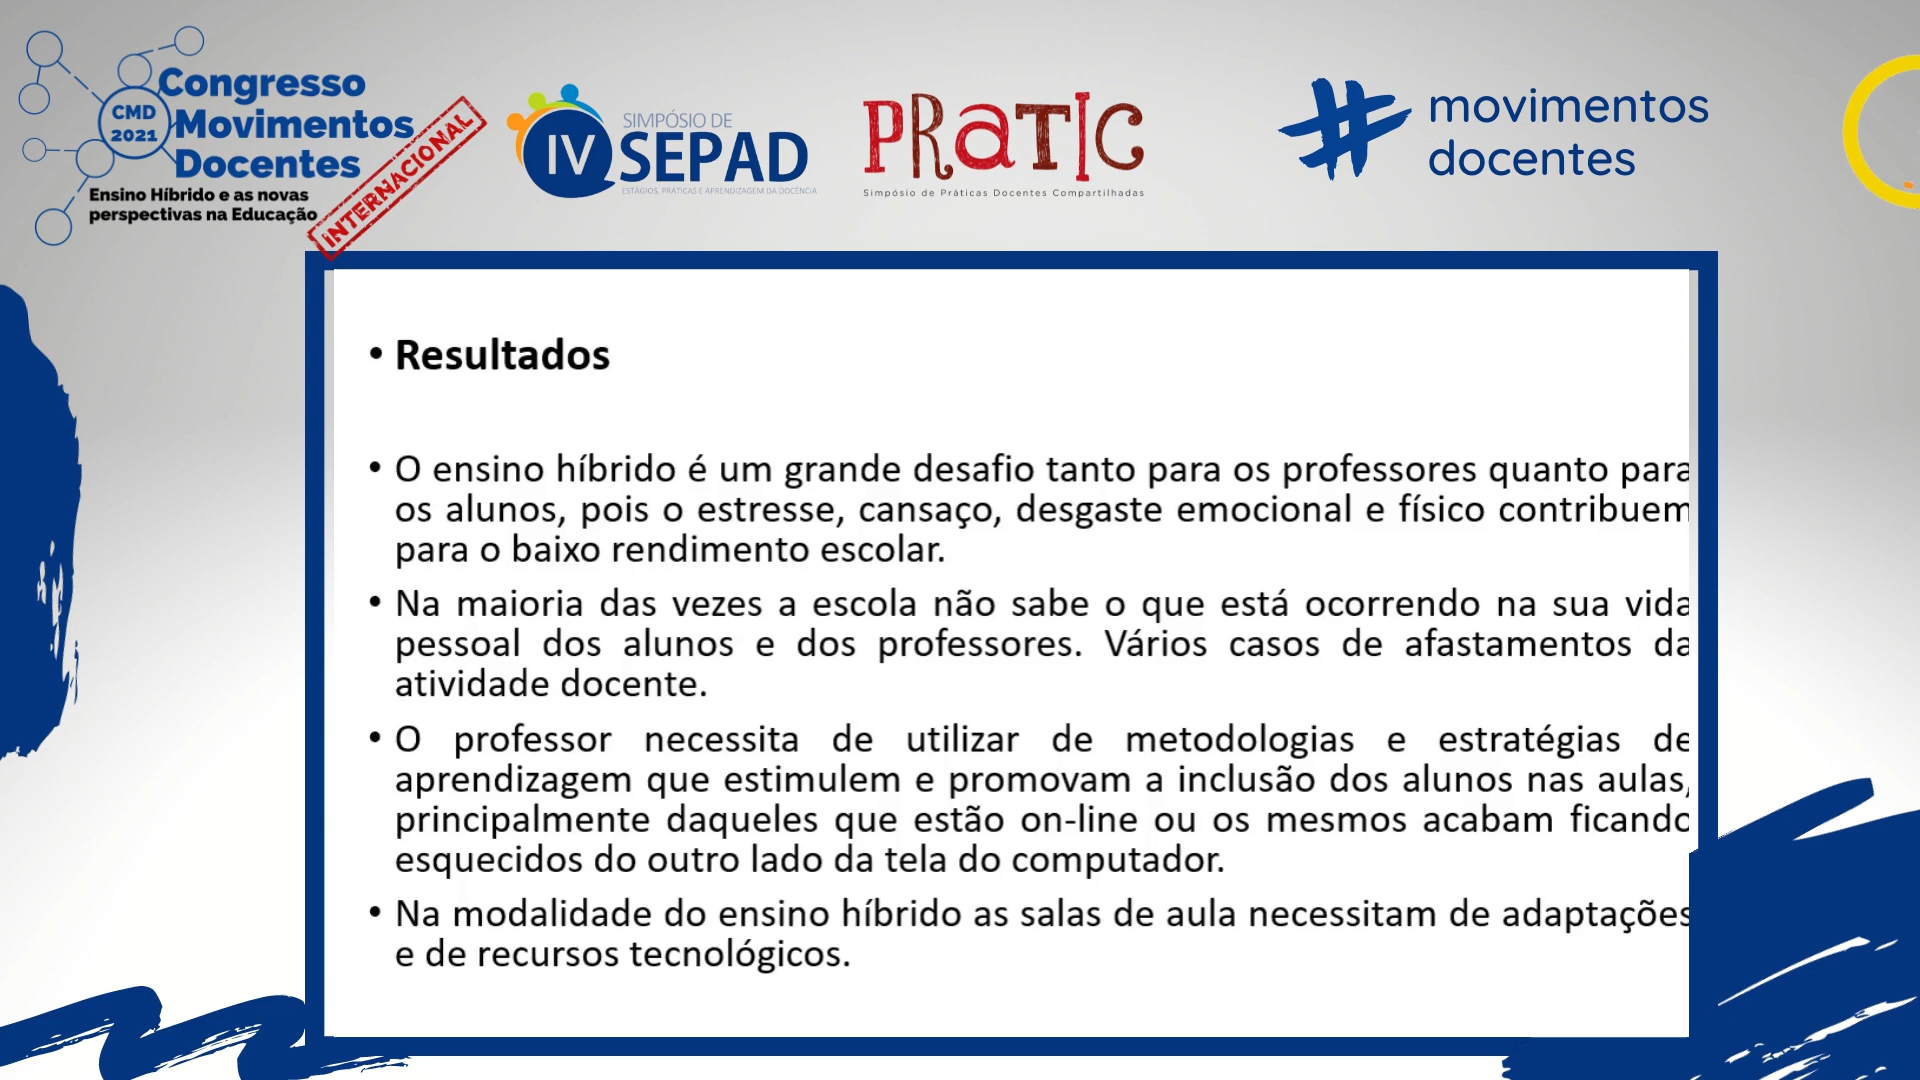 Congresso
CMD
2021
Movimentos
Docentes
Ensino Híbrido e as novas
perspectivas na Educação
INTERNACIONAL
SIMPÓSIO DE
IV SEPAD
ESTÁGIOS, PRÁTICAS E APRENDIZAGEM DA DOCÊNCIA
PRATIC
Simpósio de Práticas Docentes Compartilhadas
# movimentos
docentes
• Resultados
• O ensino híbrido é um grande desafio tanto para os professores quanto para
os alunos, pois o estresse, cansaço, desgaste emocional e físico contribuem
para o baixo rendimento escolar.
• Na maioria das vezes a escola não sabe o que está ocorrendo na sua vida
pessoal dos alunos e dos professores. Vários casos de afastamentos da
atividade docente.
• O professor necessita de utilizar de metodologias e estratégias de
aprendizagem que estimulem e promovam a inclusão dos alunos nas aulas,
principalmente daqueles que estão on-line ou os mesmos acabam ficando
esquecidos do outro lado da tela do computador.
• Na modalidade do ensino híbrido as salas de aula necessitam de adaptações
e de recursos tecnológicos.